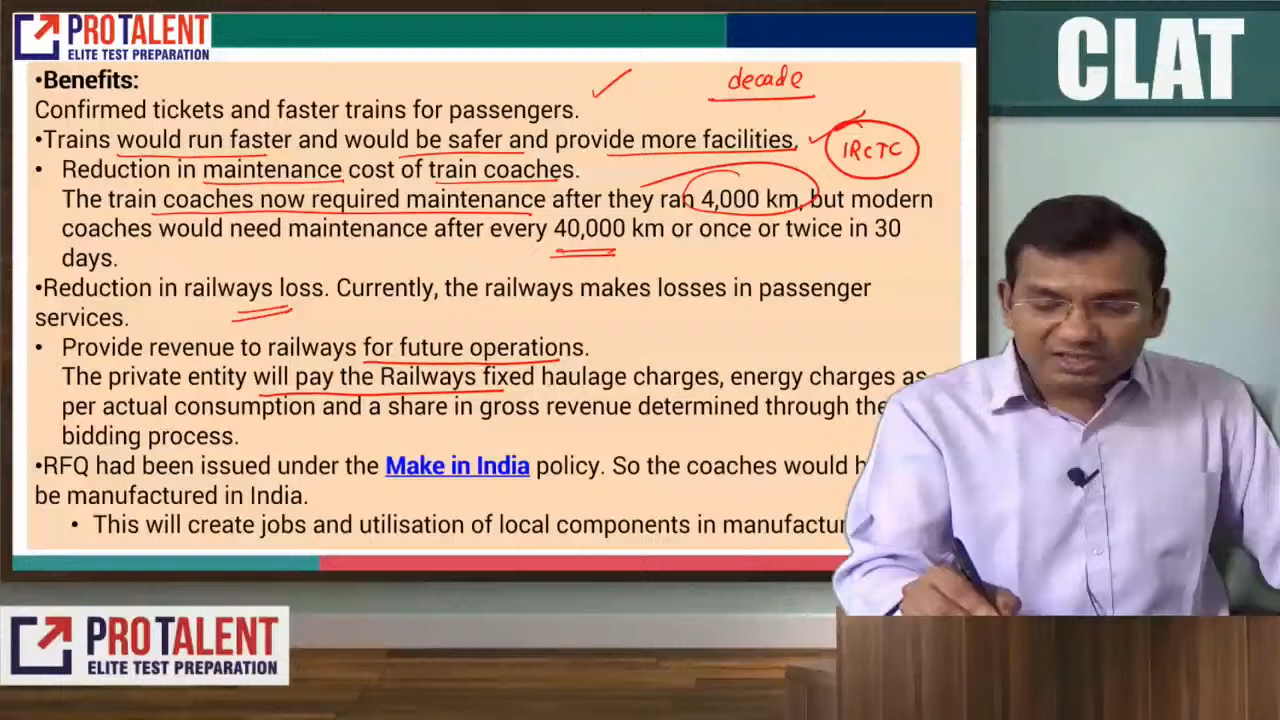 PRO TALENT
ELITE TEST PREPARATION
CLAT
•Benefits:
decade
Confirmed tickets and faster trains for passengers.
•Trains would run faster and would be safer and provide more facilities.
IRCTC
• Reduction in maintenance cost of train coaches.
The train coaches now required maintenance after they ran 4,000 km, but modern
coaches would need maintenance after every 40,000 km or once or twice in 30
days.
•Reduction in railways loss. Currently, the railways makes losses in passenger
services.
• Provide revenue to railways for future operations.
The private entity will pay the Railways fixed haulage charges, energy charges as
per actual consumption and a share in gross revenue determined through the
bidding process.
•RFQ had been issued under the Make in India policy. So the coaches would
be manufactured in India.
• This will create jobs and utilisation of local components in
PRO TALENT
ELITE TEST PREPARATION